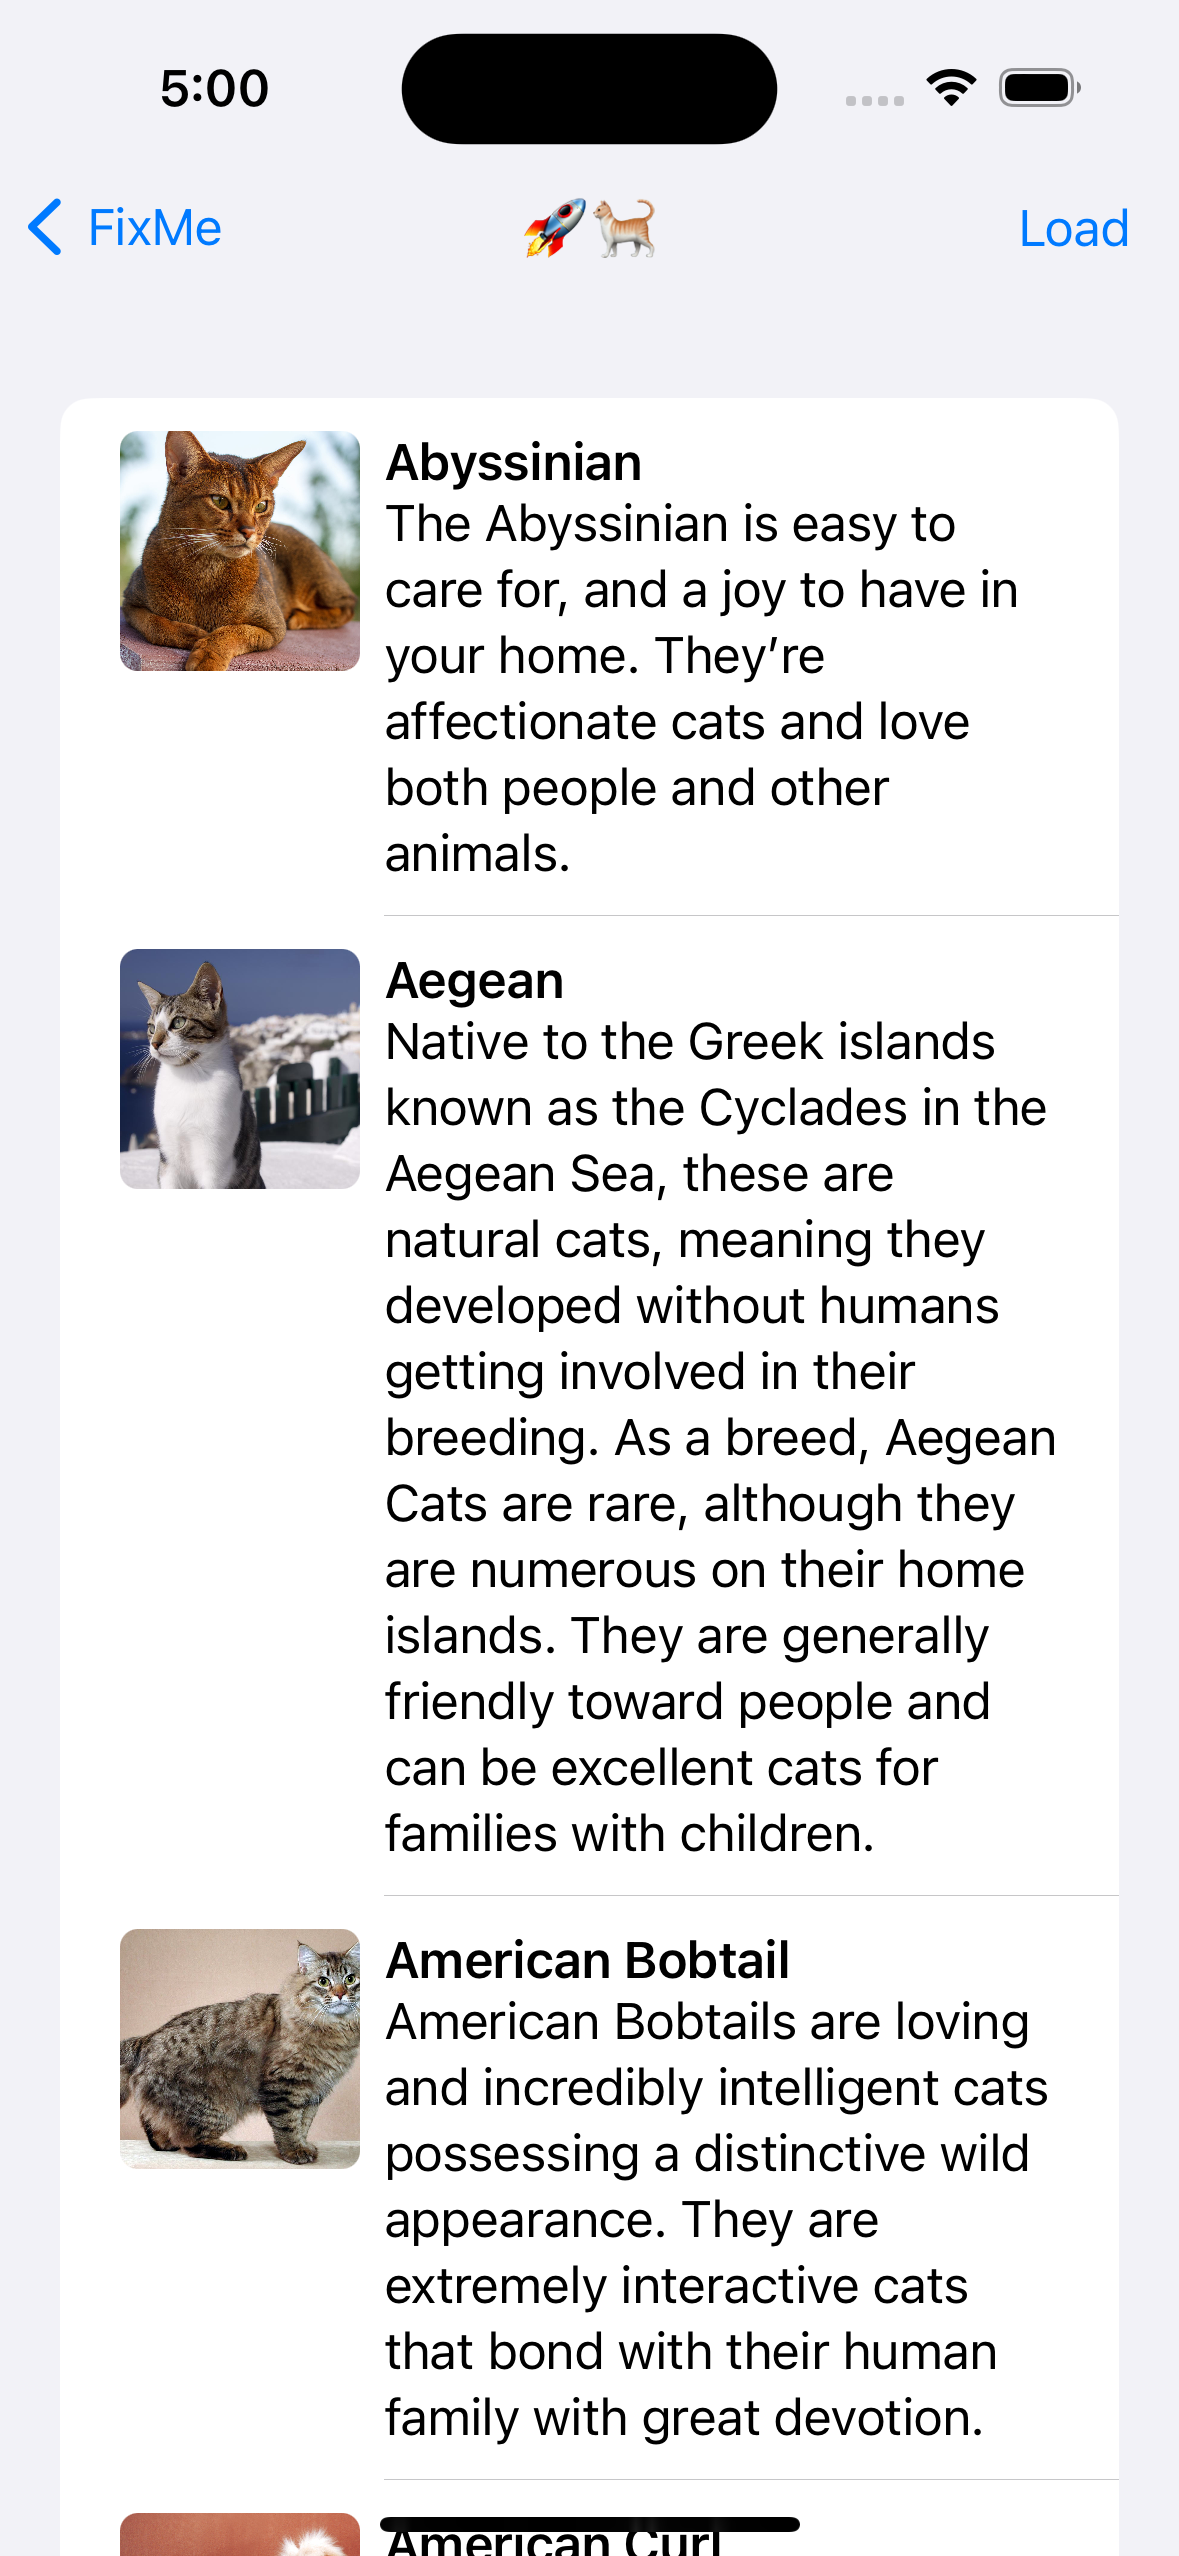 5:00
FixMe
🚀🐈
Load
Abyssinian
The Abyssinian is easy to
care for, and a joy to have in
your home. They’re
affectionate cats and love
both people and other
animals.
Aegean
Native to the Greek islands
known as the Cyclades in the
Aegean Sea, these are
natural cats, meaning they
developed without humans
getting involved in their
breeding. As a breed, Aegean
Cats are rare, although they
are numerous on their home
islands. They are generally
friendly toward people and
can be excellent cats for
families with children.
American Bobtail
American Bobtails are loving
and incredibly intelligent cats
possessing a distinctive wild
appearance. They are
extremely interactive cats
that bond with their human
family with great devotion.
American Curl